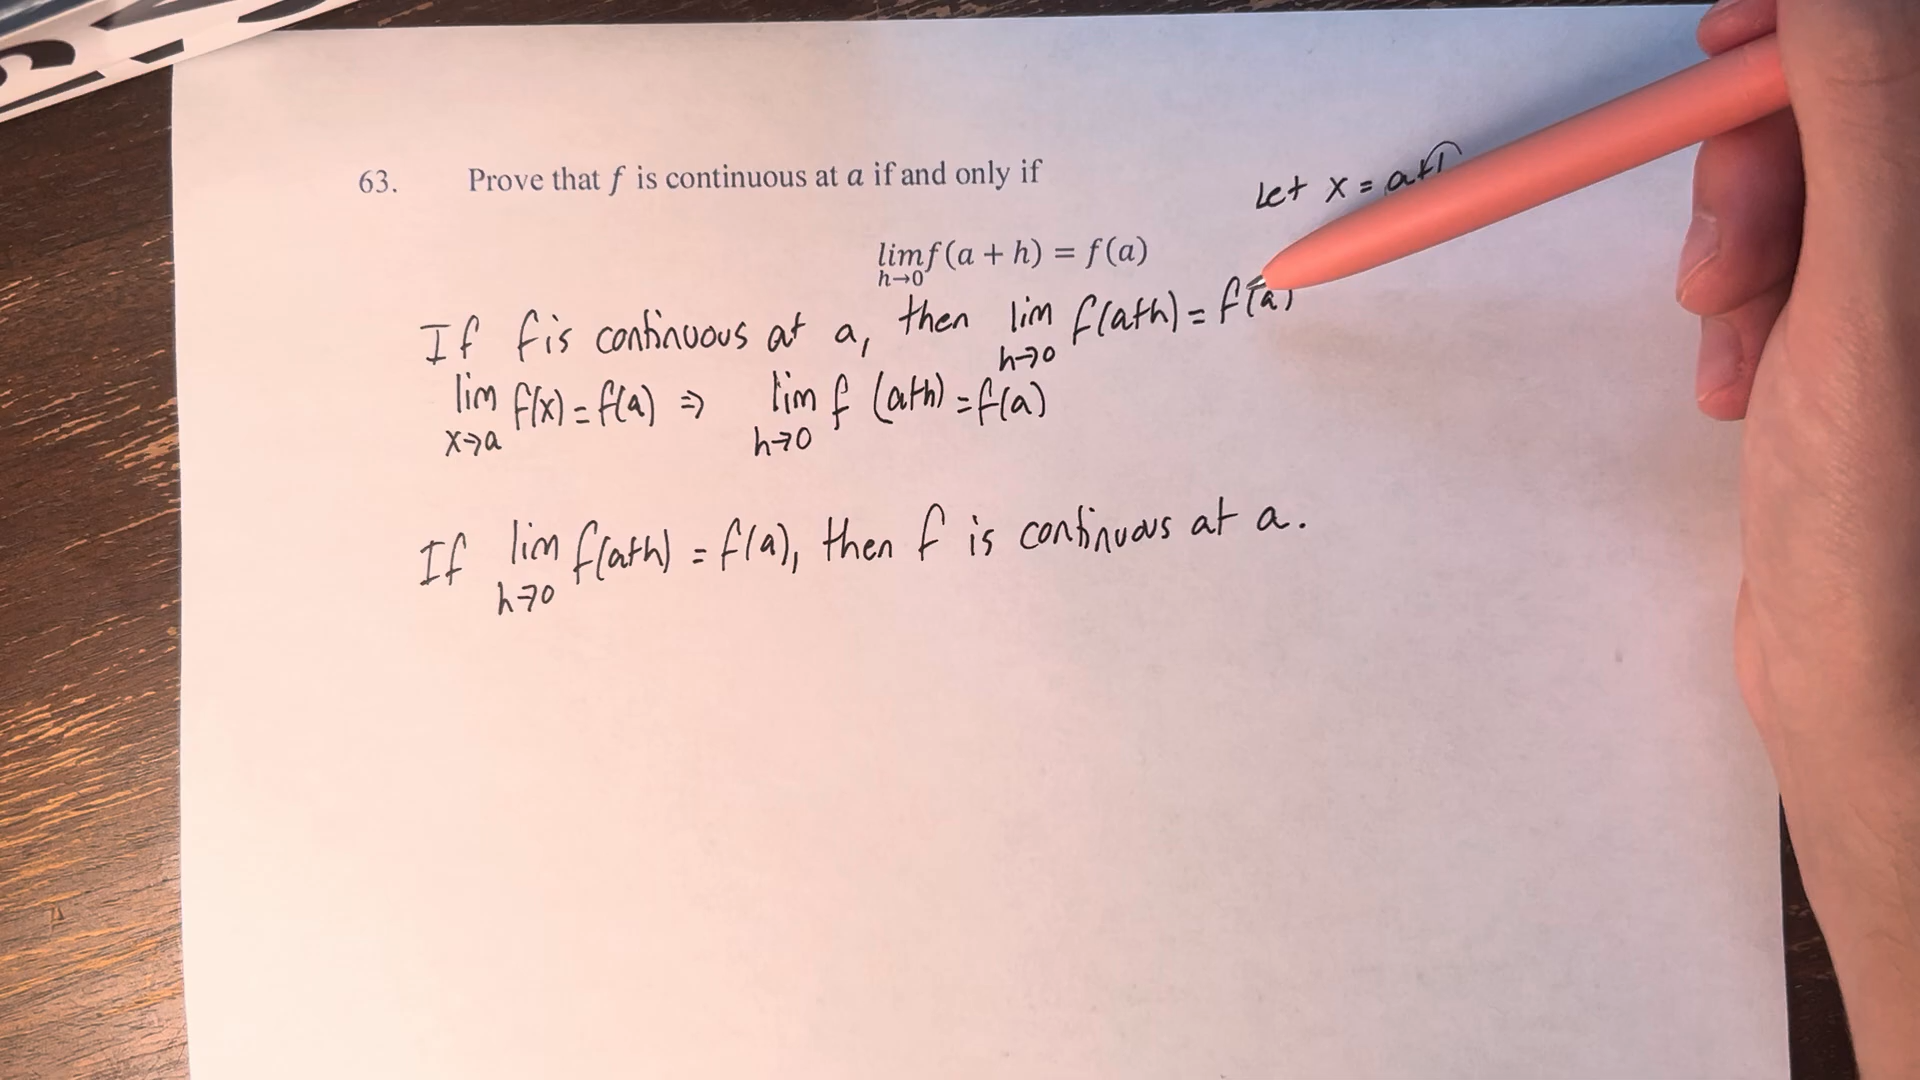 63. Prove that f is continuous at a if and only if
Let x = a+
lim f(a + h) = f(a)
h→0
If f is continuous at a, then lim f(a+h) = f(a)
h→0
lim f(x) = f(a) ⇒ lim f (a+h) = f(a)
x→a h→0
If lim f(a+h) = f(a), then f is continuous at a.
h→0